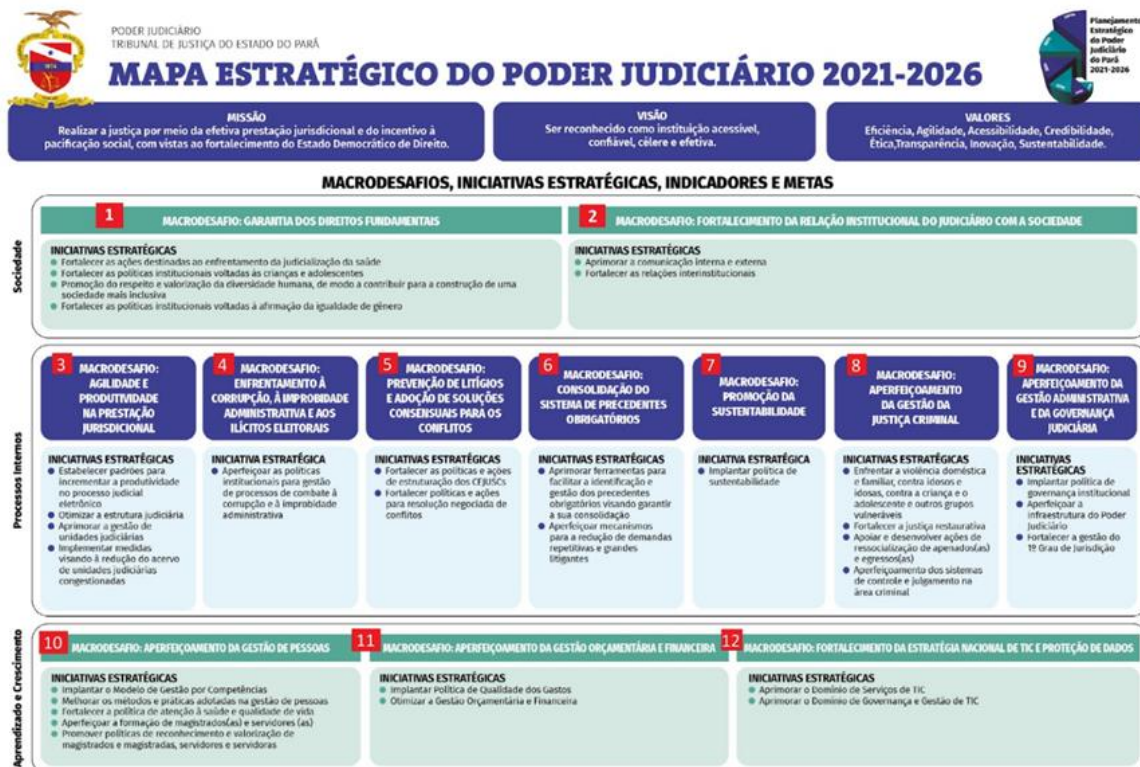 PODER JUDICIÁRIO
TRIBUNAL DE JUSTIÇA DO ESTADO DO PARÁ
MAPA ESTRATÉGICO DO PODER JUDICIÁRIO 2021-2026
Planejamento
Estratégico
do Poder
Judiciário
do Pará
2021-2026
MISSÃO
Realizar a justiça por meio da efetiva prestação jurisdicional e do incentivo à
pacificação social, com vistas ao fortalecimento do Estado Democrático de Direito.
VISÃO
Ser reconhecido como instituição acessível,
confiável, célere e efetiva.
VALORES
Eficiência, Agilidade, Acessibilidade, Credibilidade,
Ética,Transparência, Inovação, Sustentabilidade.
MACRODESAFIOS, INICIATIVAS ESTRATÉGICAS, INDICADORES E METAS
Sociedade
1
MACRODESAFIO: GARANTIA DOS DIREITOS FUNDAMENTAIS
INICIATIVAS ESTRATÉGICAS
Fortalecer as ações destinadas ao enfrentamento da judicialização da saúde
Fortalecer as políticas institucionais voltadas às crianças e adolescentes
Promoção do respeito e valorização da diversidade humana, de modo a contribuir para a construção de uma
sociedade mais inclusiva
Fortalecer as políticas institucionais voltadas à afirmação da igualdade de gênero
2
MACRODESAFIO: FORTALECIMENTO DA RELAÇÃO INSTITUCIONAL DO JUDICIÁRIO COM A SOCIEDADE
INICIATIVAS ESTRATÉGICAS
Aprimorar a comunicação interna e externa
Fortalecer as relações interinstitucionais
Processos Internos
3
MACRODESAFIO:
AGILIDADE E
PRODUTIVIDADE
NA PRESTAÇÃO
JURISDICIONAL
INICIATIVAS ESTRATÉGICAS
Estabelecer padrões para
incrementar a produtividade
no processo judicial
eletrônico
Otimizar a estrutura judiciária
Aprimorar a gestão de
unidades judiciárias
Implementar medidas
visando à redução do acervo
de unidades judiciárias
congestionadas
4
MACRODESAFIO:
ENFRENTAMENTO À
CORRUPÇÃO, À IMPROBIDADE
ADMINISTRATIVA E AOS
ILÍCITOS ELEITORAIS
INICIATIVA ESTRATÉGICA
Aperfeiçoar as políticas
institucionais para gestão
de processos de combate à
corrupção e à improbidade
administrativa
5
MACRODESAFIO:
PREVENÇÃO DE LITÍGIOS
E ADOÇÃO DE SOLUÇÕES
CONSENSUAIS PARA OS
CONFLITOS
INICIATIVAS ESTRATÉGICAS
Fortalecer as políticas e ações
de estruturação dos CEJUSCs
Fortalecer políticas e ações
para resolução negociada de
conflitos
6
MACRODESAFIO:
CONSOLIDAÇÃO DO
SISTEMA DE PRECEDENTES
OBRIGATÓRIOS
INICIATIVAS ESTRATÉGICAS
Aprimorar ferramentas para
facilitar a identificação e
gestão dos precedentes
obrigatórios visando garantir
a sua consolidação
Aperfeiçoar mecanismos
para a redução de demandas
repetitivas e grandes
litigantes
7
MACRODESAFIO:
PROMOÇÃO DA
SUSTENTABILIDADE
INICIATIVA ESTRATÉGICA
Implantar política de
sustentabilidade
8
MACRODESAFIO:
APERFEIÇOAMENTO
DA GESTÃO DA
JUSTIÇA CRIMINAL
INICIATIVAS ESTRATÉGICAS
Enfrentar a violência doméstica
e familiar, contra idosos e
idosas, contra a criança e o
adolescente e outros grupos
vulneráveis
Fortalecer a justiça restaurativa
Apoiar e desenvolver ações de
ressocialização de apenados(as)
e egressos(as)
Aperfeiçoamento dos sistemas
de controle e julgamento na
área criminal
9
MACRODESAFIO:
APERFEIÇOAMENTO DA
GESTÃO ADMINISTRATIVA
E DA GOVERNANÇA
JUDICIÁRIA
INICIATIVAS
ESTRATÉGICAS
Implantar política de
governança institucional
Aperfeiçoar a
infraestrutura do Poder
Judiciário
Fortalecer a gestão do
1º Grau de Jurisdição
Aprendizado e Crescimento
10
MACRODESAFIO: APERFEIÇOAMENTO DA GESTÃO DE PESSOAS
INICIATIVAS ESTRATÉGICAS
Implantar o Modelo de Gestão por Competências
Melhorar os métodos e práticas adotadas na gestão de pessoas
Fortalecer a política de atenção à saúde e qualidade de vida
Aperfeiçoar a formação de magistrados(as) e servidores (as)
Promover políticas de reconhecimento e valorização de
magistrados e magistradas, servidores e servidoras
11
MACRODESAFIO: APERFEIÇOAMENTO DA GESTÃO ORÇAMENTÁRIA E FINANCEIRA
INICIATIVAS ESTRATÉGICAS
Implantar Política de Qualidade dos Gastos
Otimizar a Gestão Orçamentária e Financeira
12
MACRODESAFIO: FORTALECIMENTO DA ESTRATÉGIA NACIONAL DE TIC E PROTEÇÃO DE DADOS
INICIATIVAS ESTRATÉGICAS
Aprimorar o Domínio de Serviços de TIC
Aprimorar o Domínio de Governança e Gestão de TIC